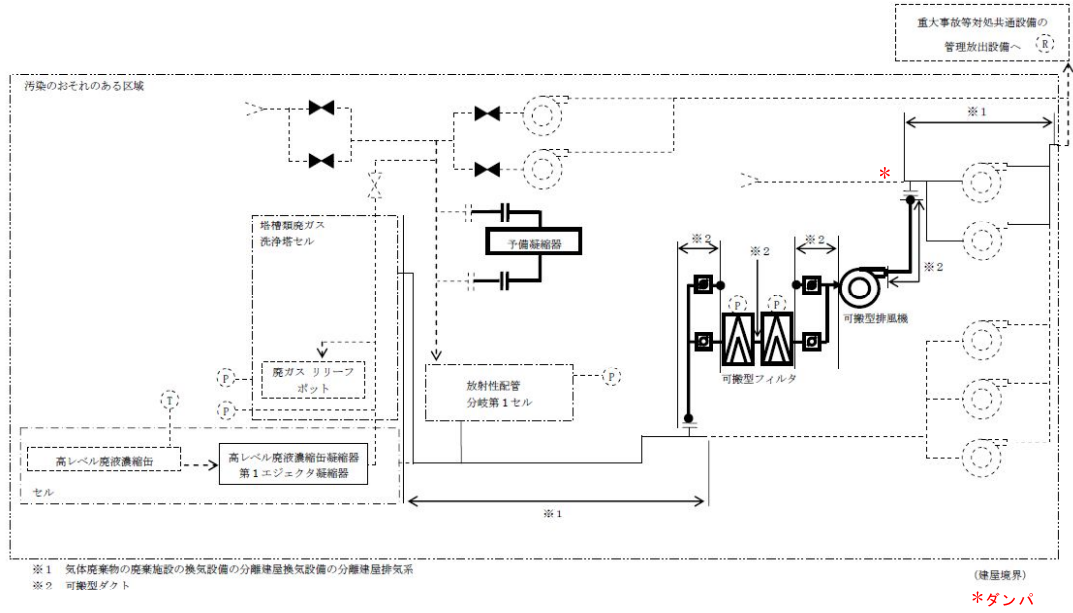 重大事故等対処共通設備の
管理放出設備へ R
汚染のおそれのある区域
※1
*
塔槽類廃ガス
洗浄塔セル
予備凝縮器
※2
※2
※2
※2
P
P
可搬型排風機
廃ガス リリーフ
ポット
P
P
放射性配管
分岐第1セル
P
可搬型フィルタ
T
高レベル廃液濃縮缶
高レベル廃液濃縮缶凝縮器
第1エジェクタ凝縮器
セル
※1
※1 気体廃棄物の廃棄施設の換気設備の分離建屋換気設備の分離建屋排気系
※2 可搬型ダクト
(建屋境界)
*ダンパ